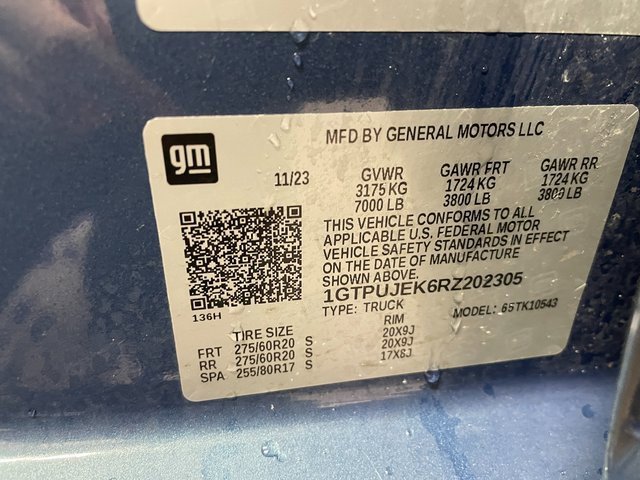 gm
MFD BY GENERAL MOTORS LLC
11/23
GVWR
3175 KG
7000 LB
GAWR FRT
1724 KG
3800 LB
GAWR RR
1724 KG
3800 LB
THIS VEHICLE CONFORMS TO ALL
APPLICABLE U.S. FEDERAL MOTOR
VEHICLE SAFETY STANDARDS IN EFFECT
ON THE DATE OF MANUFACTURE
SHOWN ABOVE.
1GTPUJEK6RZ202305
TYPE: TRUCK
MODEL: 65TK10543
136H
TIRE SIZE
RIM
FRT 275/60R20 S 20X9J
RR 275/60R20 S 20X9J
SPA 255/80R17 S 17X8J